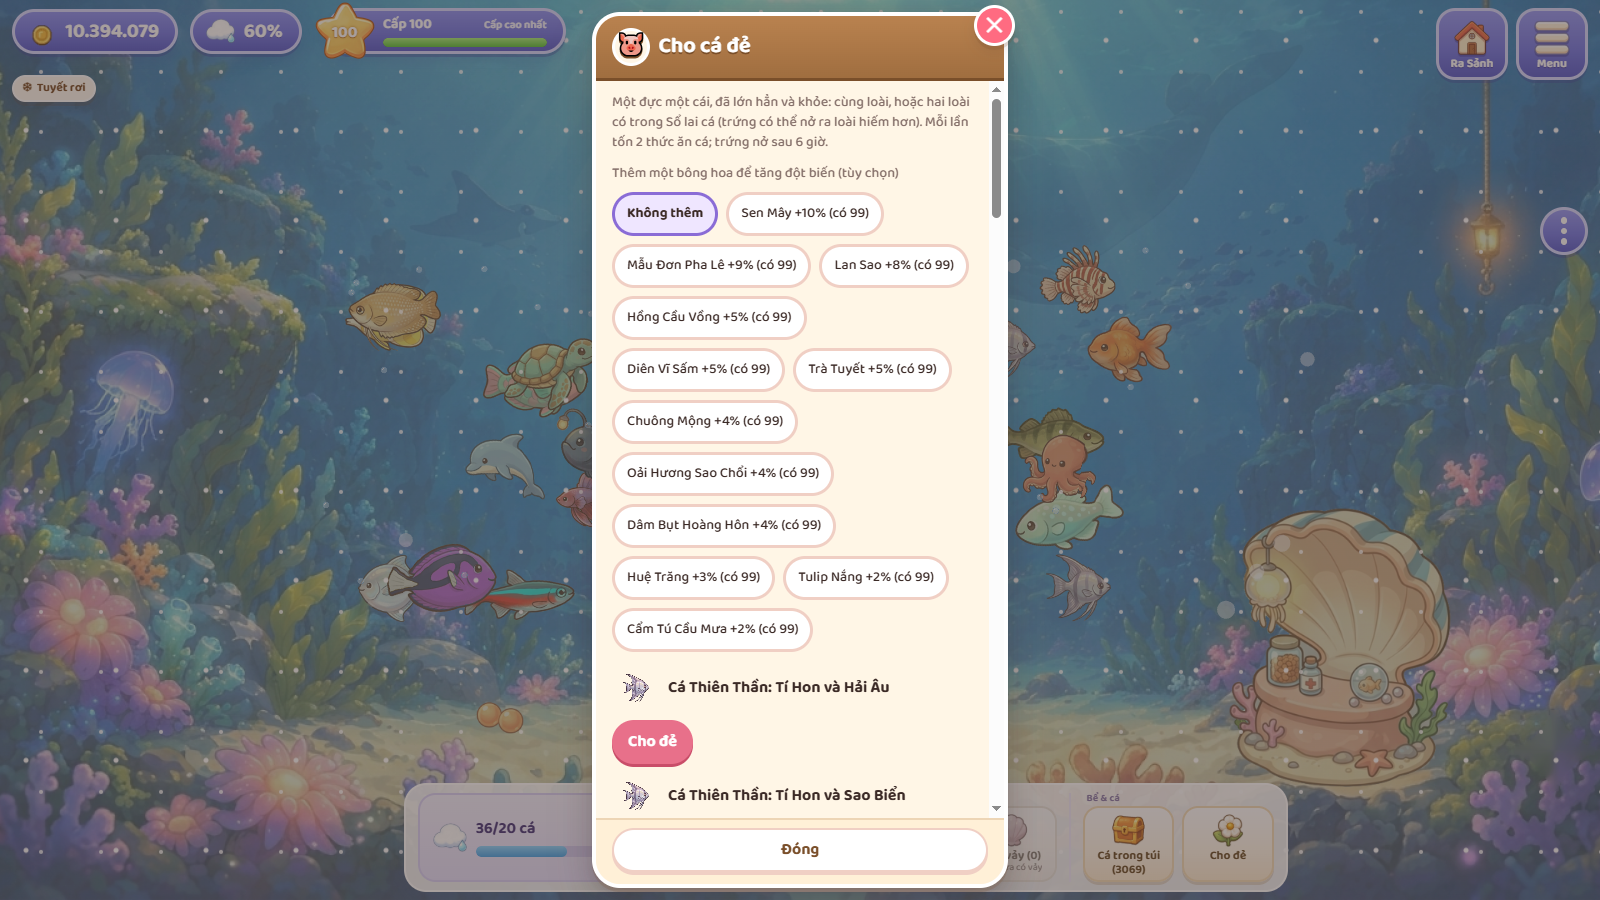 10.394.079
60%
100
Cấp 100
Cấp cao nhất
Tuyết rơi
Ra Sảnh
Menu
Cho cá đẻ
Một đực một cái, đã lớn hẳn và khỏe: cùng loài, hoặc hai loài
có trong Sổ lai cá (trứng có thể nở ra loài hiếm hơn). Mỗi lần
tốn 2 thức ăn cá; trứng nở sau 6 giờ.
Thêm một bông hoa để tăng đột biến (tùy chọn)
Không thêm
Sen Mây +10% (có 99)
Mẫu Đơn Pha Lê +9% (có 99)
Lan Sao +8% (có 99)
Hồng Cầu Vồng +5% (có 99)
Diên Vĩ Sấm +5% (có 99)
Trà Tuyết +5% (có 99)
Chuông Mộng +4% (có 99)
Oải Hương Sao Chổi +4% (có 99)
Dâm Bụt Hoàng Hôn +4% (có 99)
Huệ Trăng +3% (có 99)
Tulip Nắng +2% (có 99)
Cẩm Tú Cầu Mưa +2% (có 99)
Cá Thiên Thần: Tí Hon và Hải Âu
Cho đẻ
Cá Thiên Thần: Tí Hon và Sao Biển
Đóng
36/20 cá
vảy (0)
có vảy
Bể & cá
Cá trong túi
(3069)
Cho đẻ